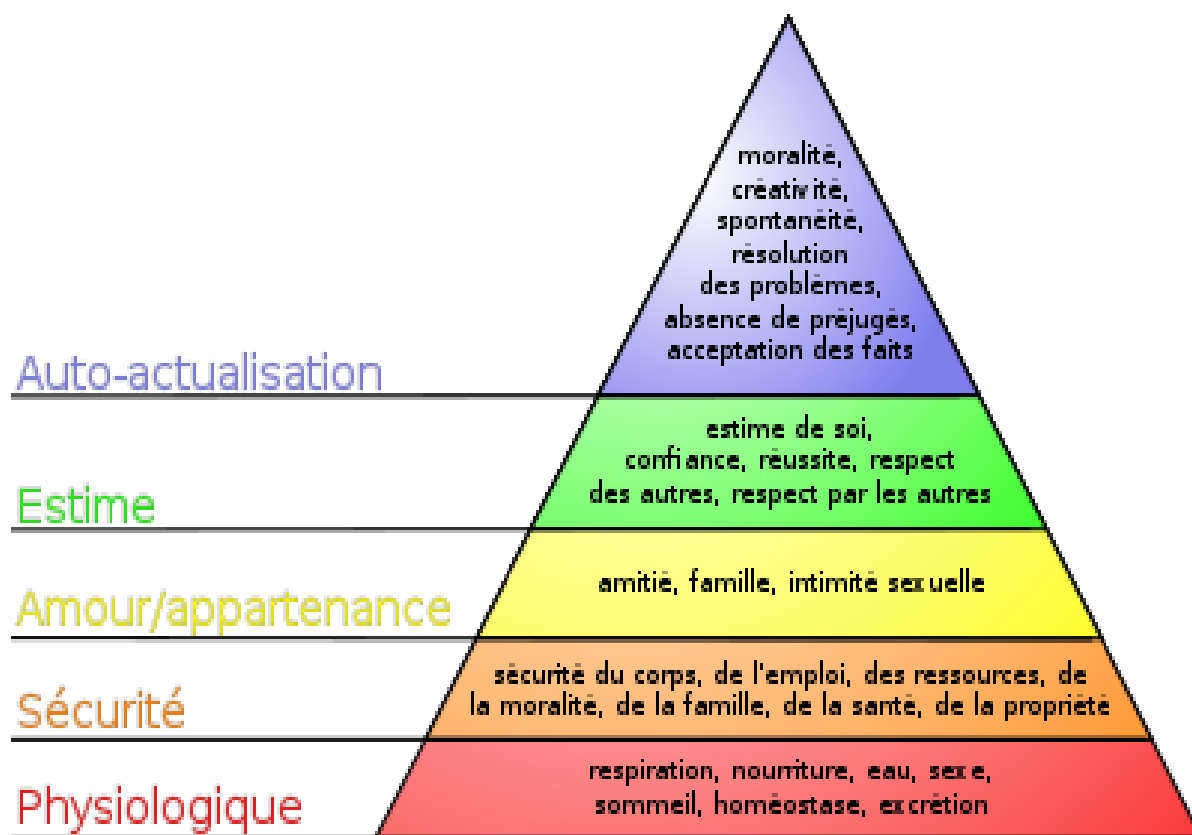 moralité,
créativité,
spontanéité,
résolution
des problèmes,
absence de préjugés,
acceptation des faits
Auto-actualisation
estime de soi,
confiance, réussite, respect
des autres, respect par les autres
Estime
amitié, famille, intimité sexuelle
Amour/appartenance
sécurité du corps, de l'emploi, des ressources, de
la moralité, de la famille, de la santé, de la propriété
Sécurité
respiration, nourriture, eau, sexe,
sommeil, homéostase, excrétion
Physiologique